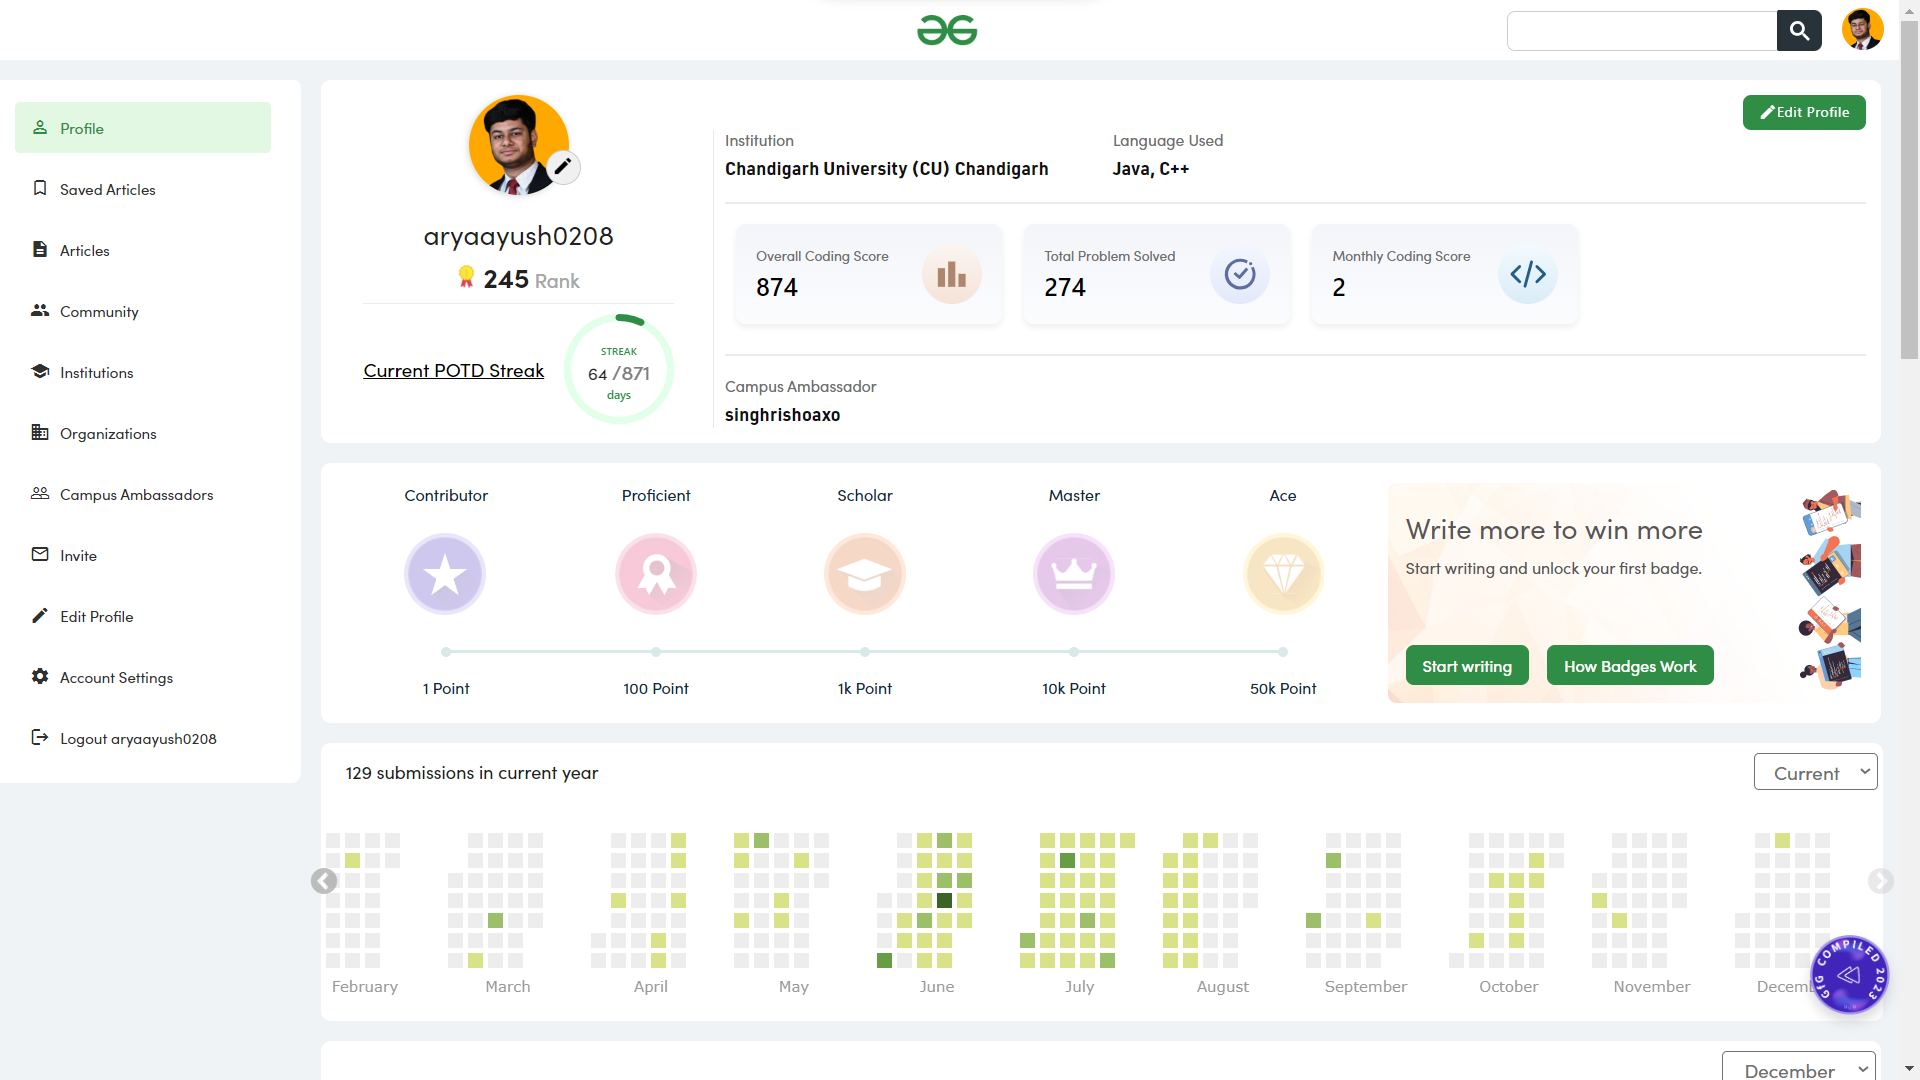 Profile
Saved Articles
Articles
Community
Institutions
Organizations
Campus Ambassadors
Invite
Edit Profile
Account Settings
Logout aryaayush0208
aryaayush0208
245 Rank
Current POTD Streak
STREAK
64 /871
days
Edit Profile
Institution
Chandigarh University (CU) Chandigarh
Language Used
Java, C++
Overall Coding Score
874
Total Problem Solved
274
Monthly Coding Score
2
Campus Ambassador
singhrishoaxo
Contributor
Proficient
Scholar
Master
Ace
1 Point
100 Point
1k Point
10k Point
50k Point
Write more to win more
Start writing and unlock your first badge.
Start writing
How Badges Work
129 submissions in current year
Current
February
March
April
May
June
July
August
September
October
November
Decem
GfG COMPILED 2023
December